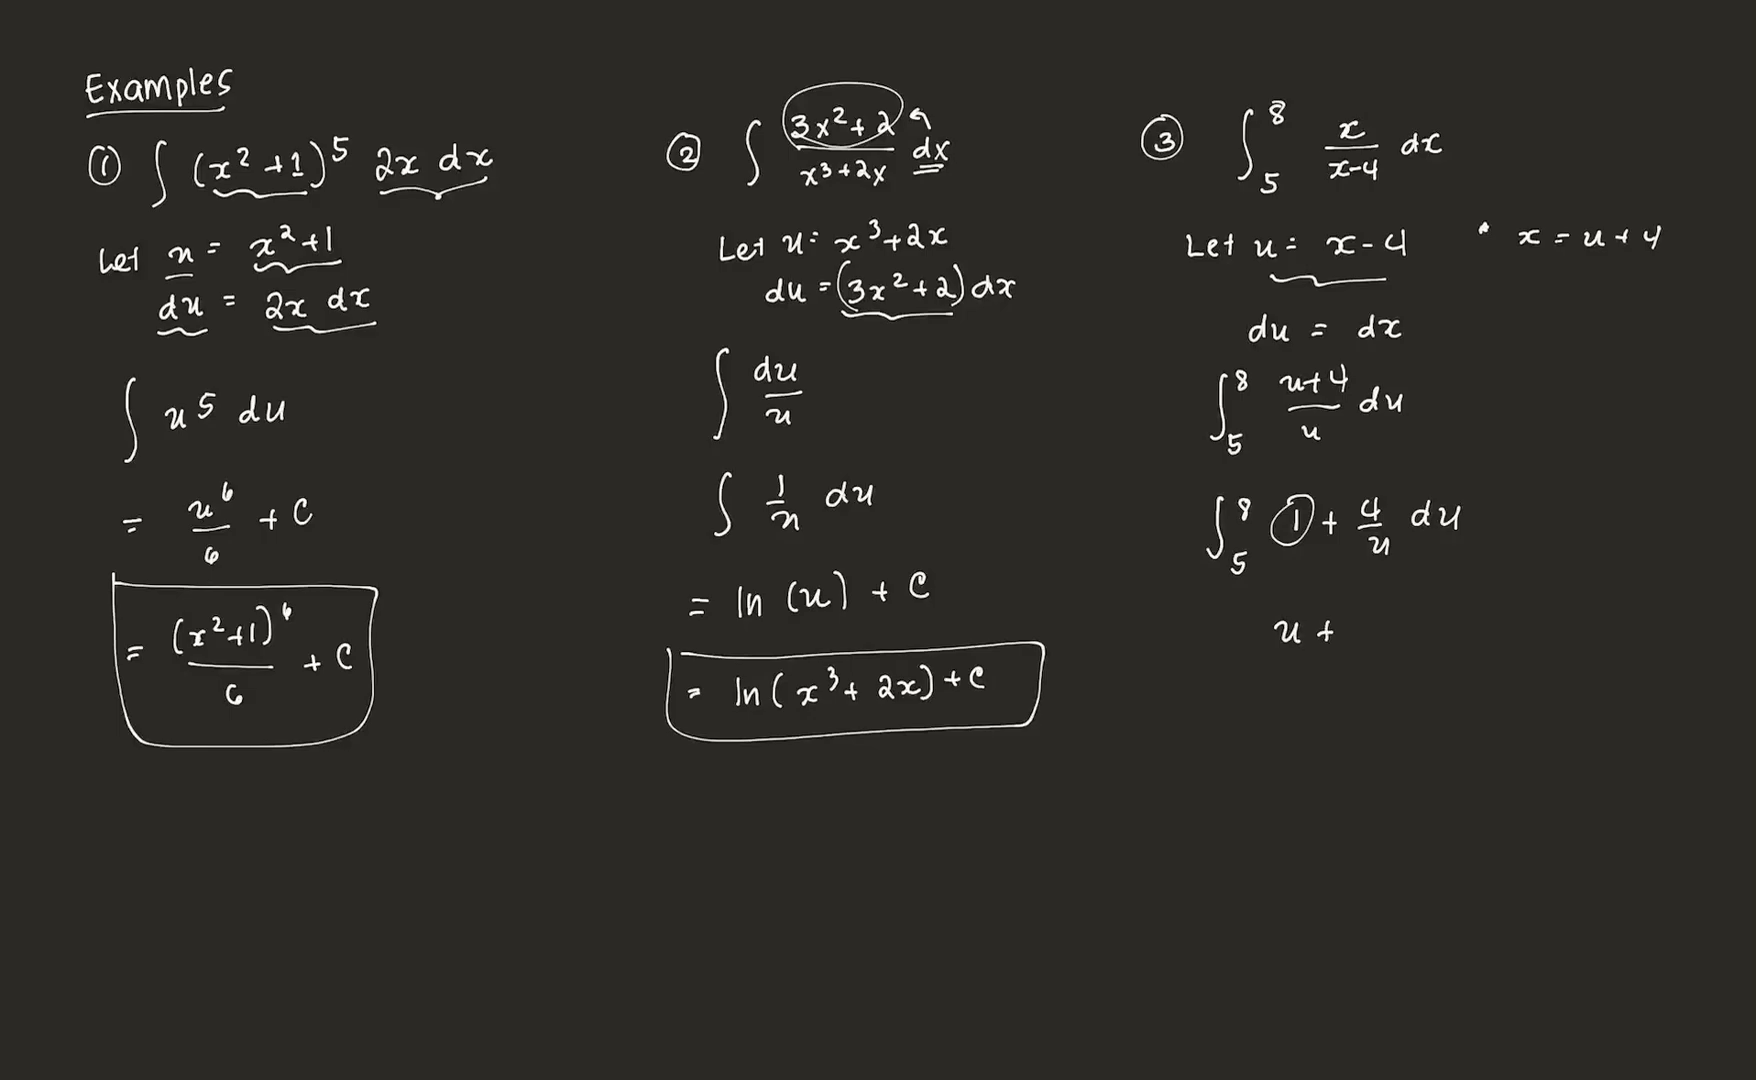 Examples
① ∫ (x² + 1)⁵ 2x dx
Let u = x² + 1
du = 2x dx
∫ u⁵ du
= u⁶/6 + C
= (x² + 1)⁶/6 + C
② ∫ (3x² + 2)/(x³ + 2x) dx
Let u = x³ + 2x
du = (3x² + 2) dx
∫ du/u
∫ 1/u du
= ln (u) + C
= ln (x³ + 2x) + C
③ ∫₅⁸ x/(x-4) dx
Let u = x - 4 * x = u + 4
du = dx
∫₅⁸ (u+4)/u du
∫₅⁸ 1 + 4/u du
u +